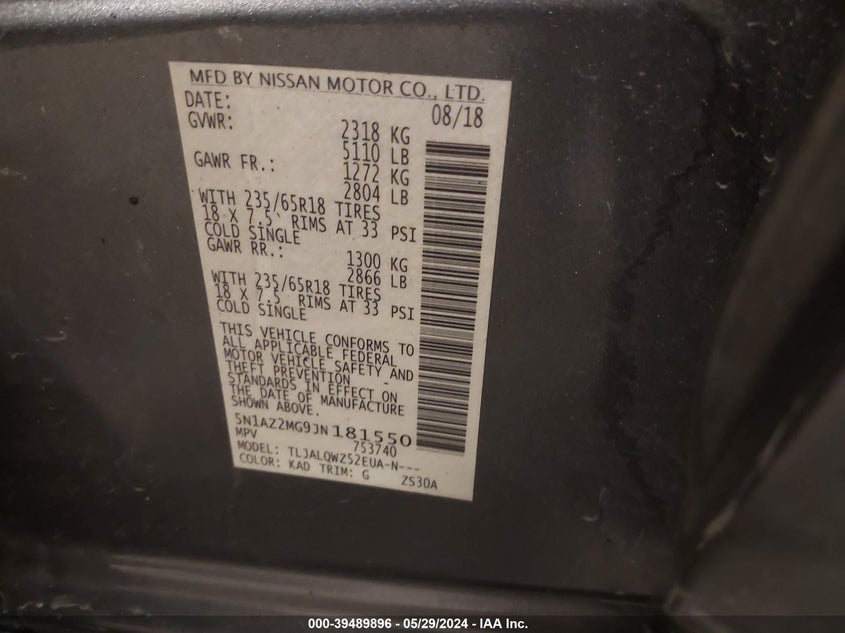 MFD BY NISSAN MOTOR CO., LTD.
DATE: 08/18
GVWR: 2318 KG
5110 LB
GAWR FR.: 1272 KG
2804 LB
WITH 235/65R18 TIRES
18 X 7.5 RIMS AT 33 PSI
COLD SINGLE
GAWR RR.: 1300 KG
2866 LB
WITH 235/65R18 TIRES
18 X 7.5 RIMS AT 33 PSI
COLD SINGLE
THIS VEHICLE CONFORMS TO
ALL APPLICABLE FEDERAL
MOTOR VEHICLE SAFETY AND
THEFT PREVENTION
STANDARDS IN EFFECT ON
THE DATE OF MANUFACTURE
SHOWN ABOVE.
5N1AZ2MG9JN181550
MPV 753740
MODEL: TLJALQWZ52EUA-N---
COLOR: KAD TRIM: G ZS30A
000-39489896 - 05/29/2024 - IAA Inc.